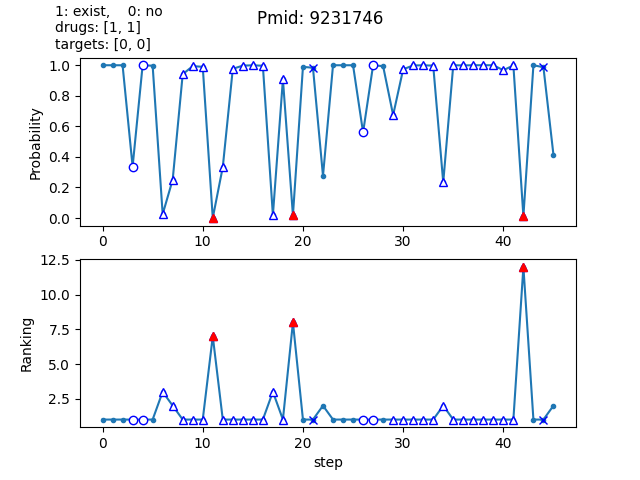 1: exist,    0: no
drugs: [1, 1]
targets: [0, 0]
Pmid: 9231746
1.0
0.8
0.6
0.4
0.2
0.0
Probability
0 10 20 30 40
12.5
10.0
7.5
5.0
2.5
Ranking
0 10 20 30 40
step